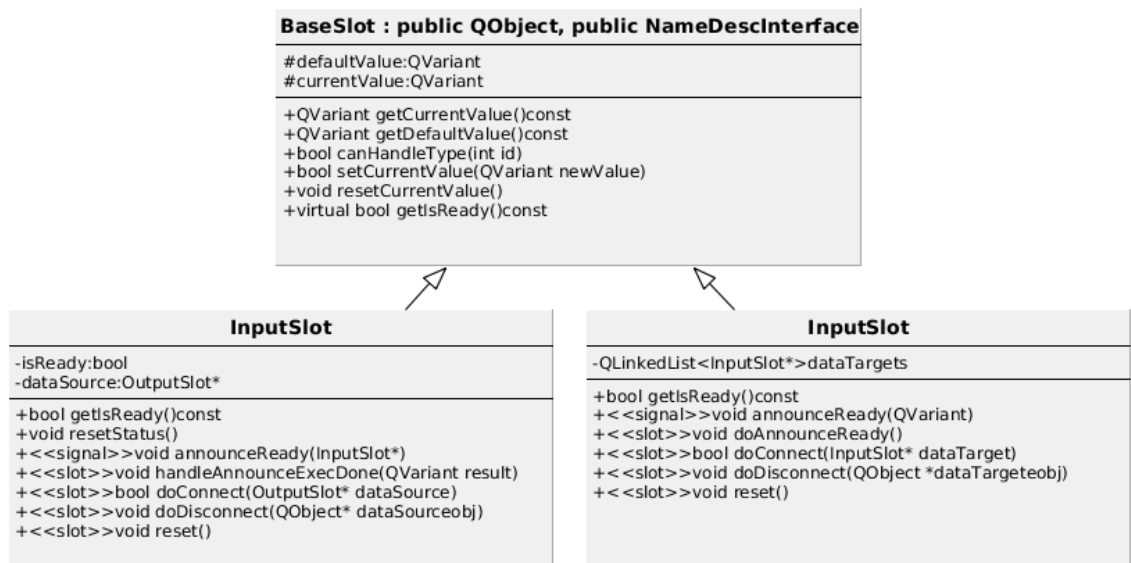 BaseSlot : public QObject, public NameDescInterface
#defaultValue:QVariant
#currentValue:QVariant
+QVariant getCurrentValue()const
+QVariant getDefaultValue()const
+bool canHandleType(int id)
+bool setCurrentValue(QVariant newValue)
+void resetCurrentValue()
+virtual bool getIsReady()const
InputSlot
-isReady:bool
-dataSource:OutputSlot*
+bool getIsReady()const
+void resetStatus()
+<<signal>>void announceReady(InputSlot*)
+<<slot>>void handleAnnounceExecDone(QVariant result)
+<<slot>>bool doConnect(OutputSlot* dataSource)
+<<slot>>void doDisconnect(QObject* dataSourceobj)
+<<slot>>void reset()
InputSlot
-QLinkedList<InputSlot*>dataTargets
+bool getIsReady()const
+<<signal>>void announceReady(QVariant)
+<<slot>>void doAnnounceReady()
+<<slot>>bool doConnect(InputSlot* dataTarget)
+<<slot>>void doDisconnect(QObject *dataTargeteobj)
+<<slot>>void reset()